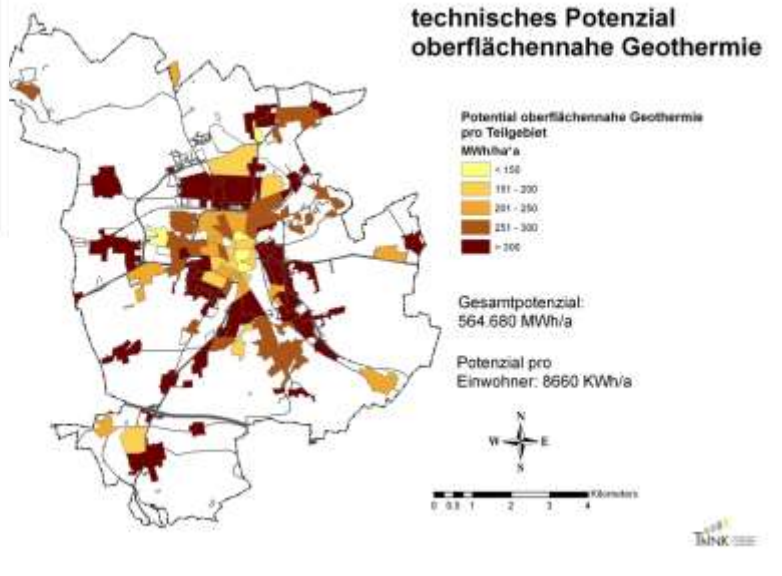 technisches Potenzial
oberflächennahe Geothermie
Potential oberflächennahe Geothermie
pro Teilgebiet
MWh/ha*a
< 150
151 - 200
201 - 250
251 - 300
> 300
Gesamtpotenzial:
564.680 MWh/a
Potenzial pro
Einwohner: 8660 KWh/a
N
W E
S
Kilometers
0 0.5 1 2 3 4
THINK